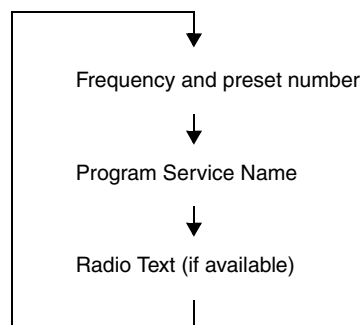 Frequency and preset number
Program Service Name
Radio Text (if available)